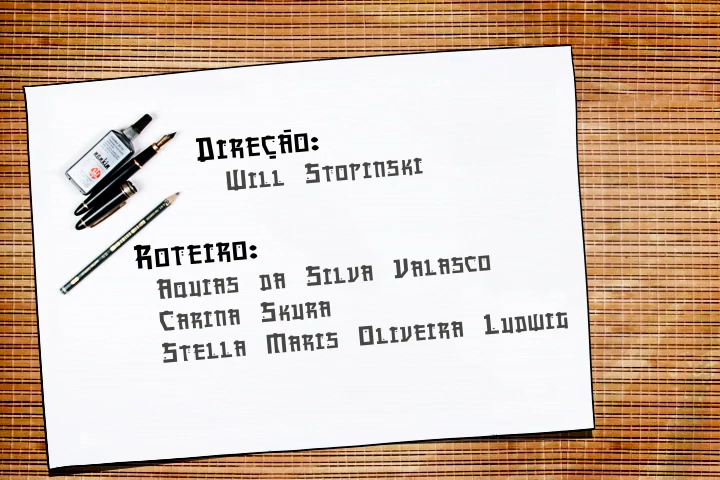 Direção:
Will Stopinski
Roteiro:
Aquias da Silva Valasco
Carina Skura
Stella Maris Oliveira Ludwig